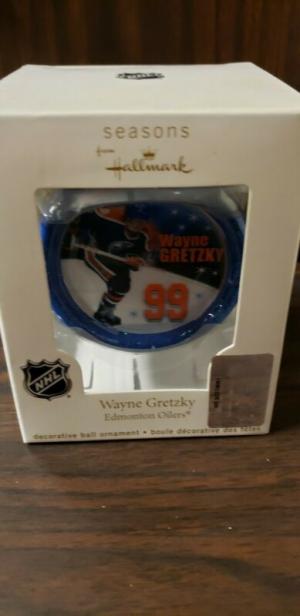 seasons
from
Hallmark
Wayne
GRETZKY
99
NHL
Wayne Gretzky
Edmonton Oilers®
decorative ball ornament • boule décorative des fêtes